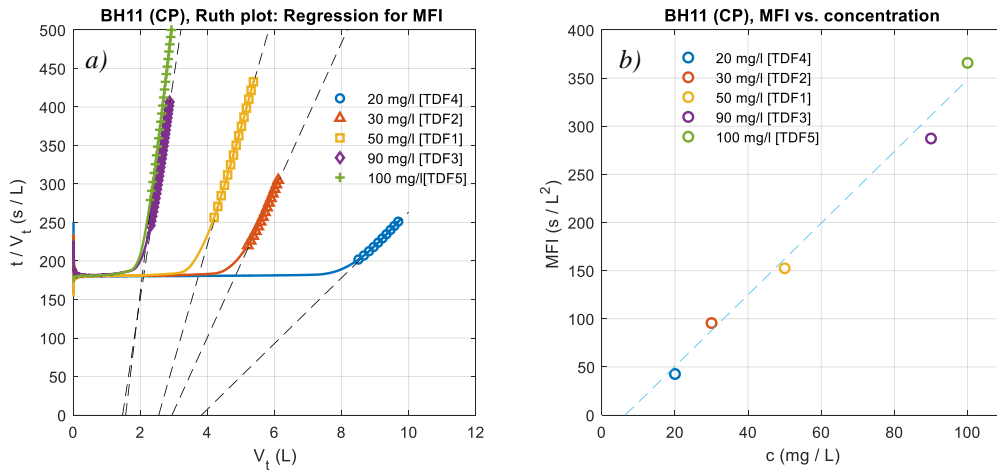 BH11 (CP), Ruth plot: Regression for MFI
a)
500
450
400
350
300
250
200
150
100
50
0
0 2 4 6 8 10 12
t / Vt (s / L)
Vt (L)
20 mg/l [TDF4]
30 mg/l [TDF2]
50 mg/l [TDF1]
90 mg/l [TDF3]
100 mg/l[TDF5]
BH11 (CP), MFI vs. concentration
b)
400
350
300
250
200
150
100
50
0
0 20 40 60 80 100
MFI (s / L²)
c (mg / L)
20 mg/l [TDF4]
30 mg/l [TDF2]
50 mg/l [TDF1]
90 mg/l [TDF3]
100 mg/l [TDF5]